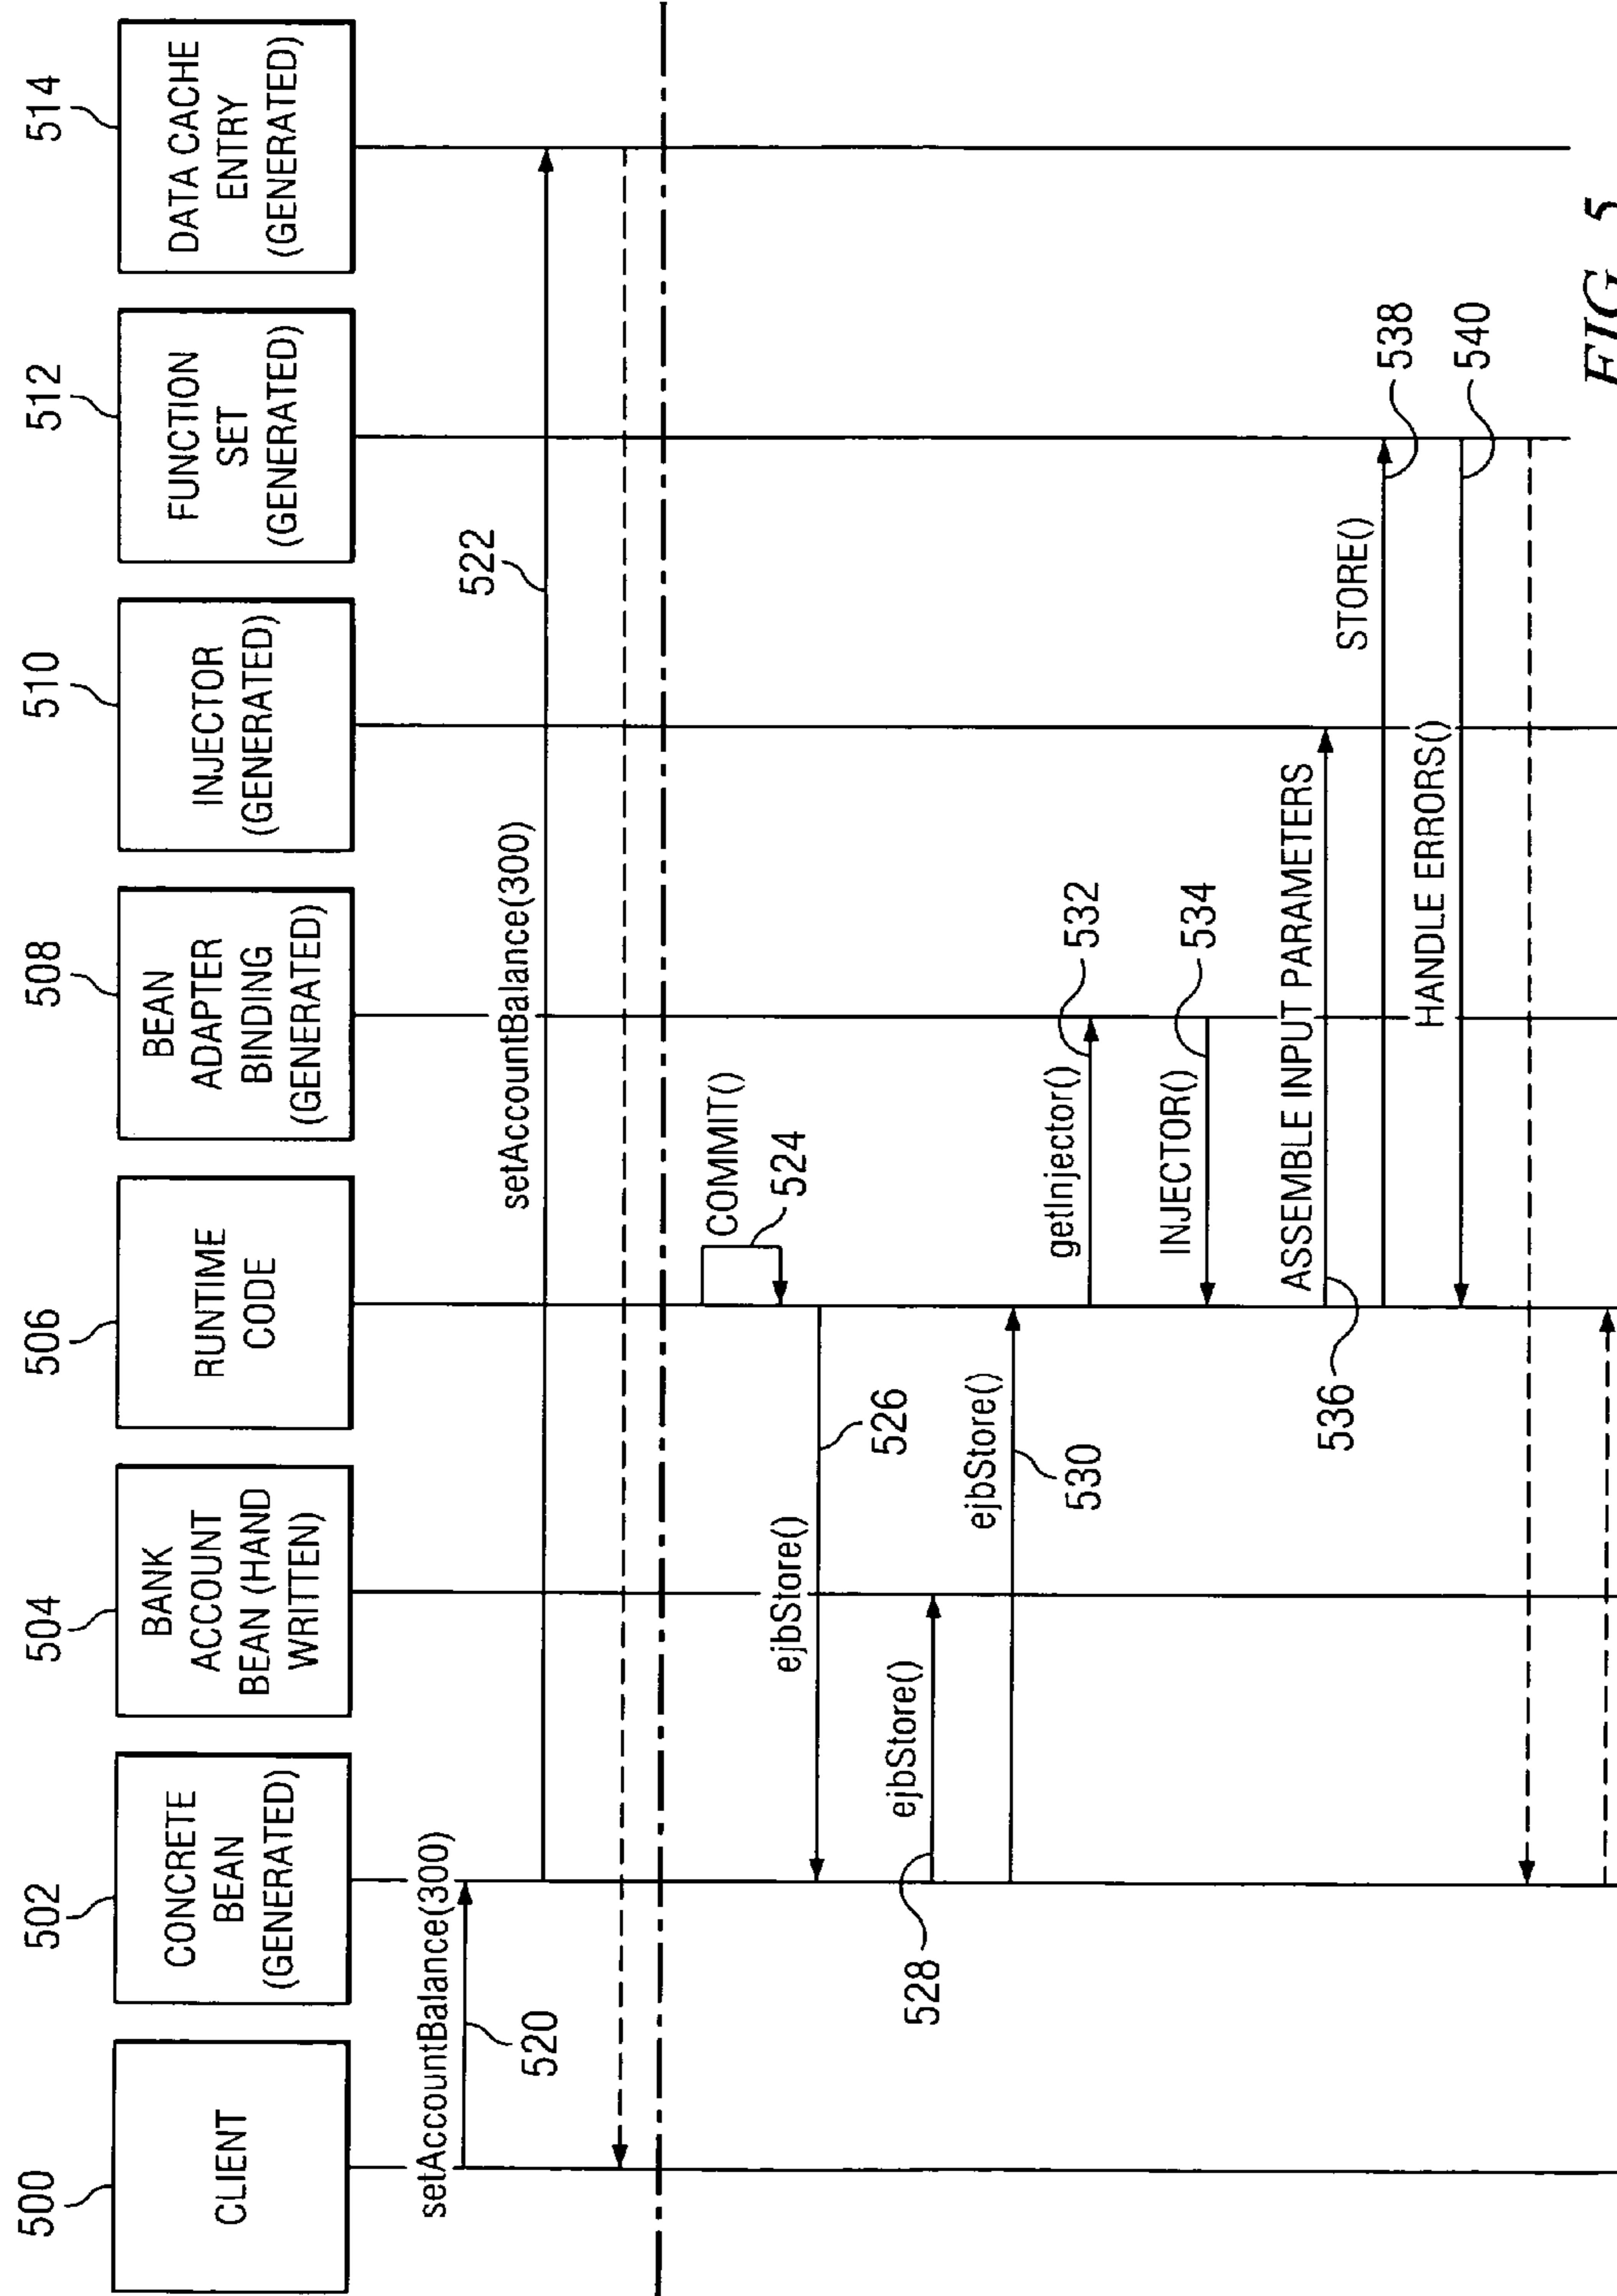 500
CLIENT
502
CONCRETE
BEAN
(GENERATED)
504
BANK
ACCOUNT
BEAN (HAND
WRITTEN)
506
RUNTIME
CODE
508
BEAN
ADAPTER
BINDING
(GENERATED)
510
INJECTOR
(GENERATED)
512
FUNCTION
SET
(GENERATED)
514
DATA CACHE
ENTRY
(GENERATED)
setAccountBalance(300)
520
setAccountBalance(300)
522
COMMIT()
524
ejbStore()
526
ejbStore()
528
ejbStore()
530
getInjector()
532
INJECTOR()
534
ASSEMBLE INPUT PARAMETERS
536
STORE()
538
HANDLE ERRORS()
540
FIG. 5